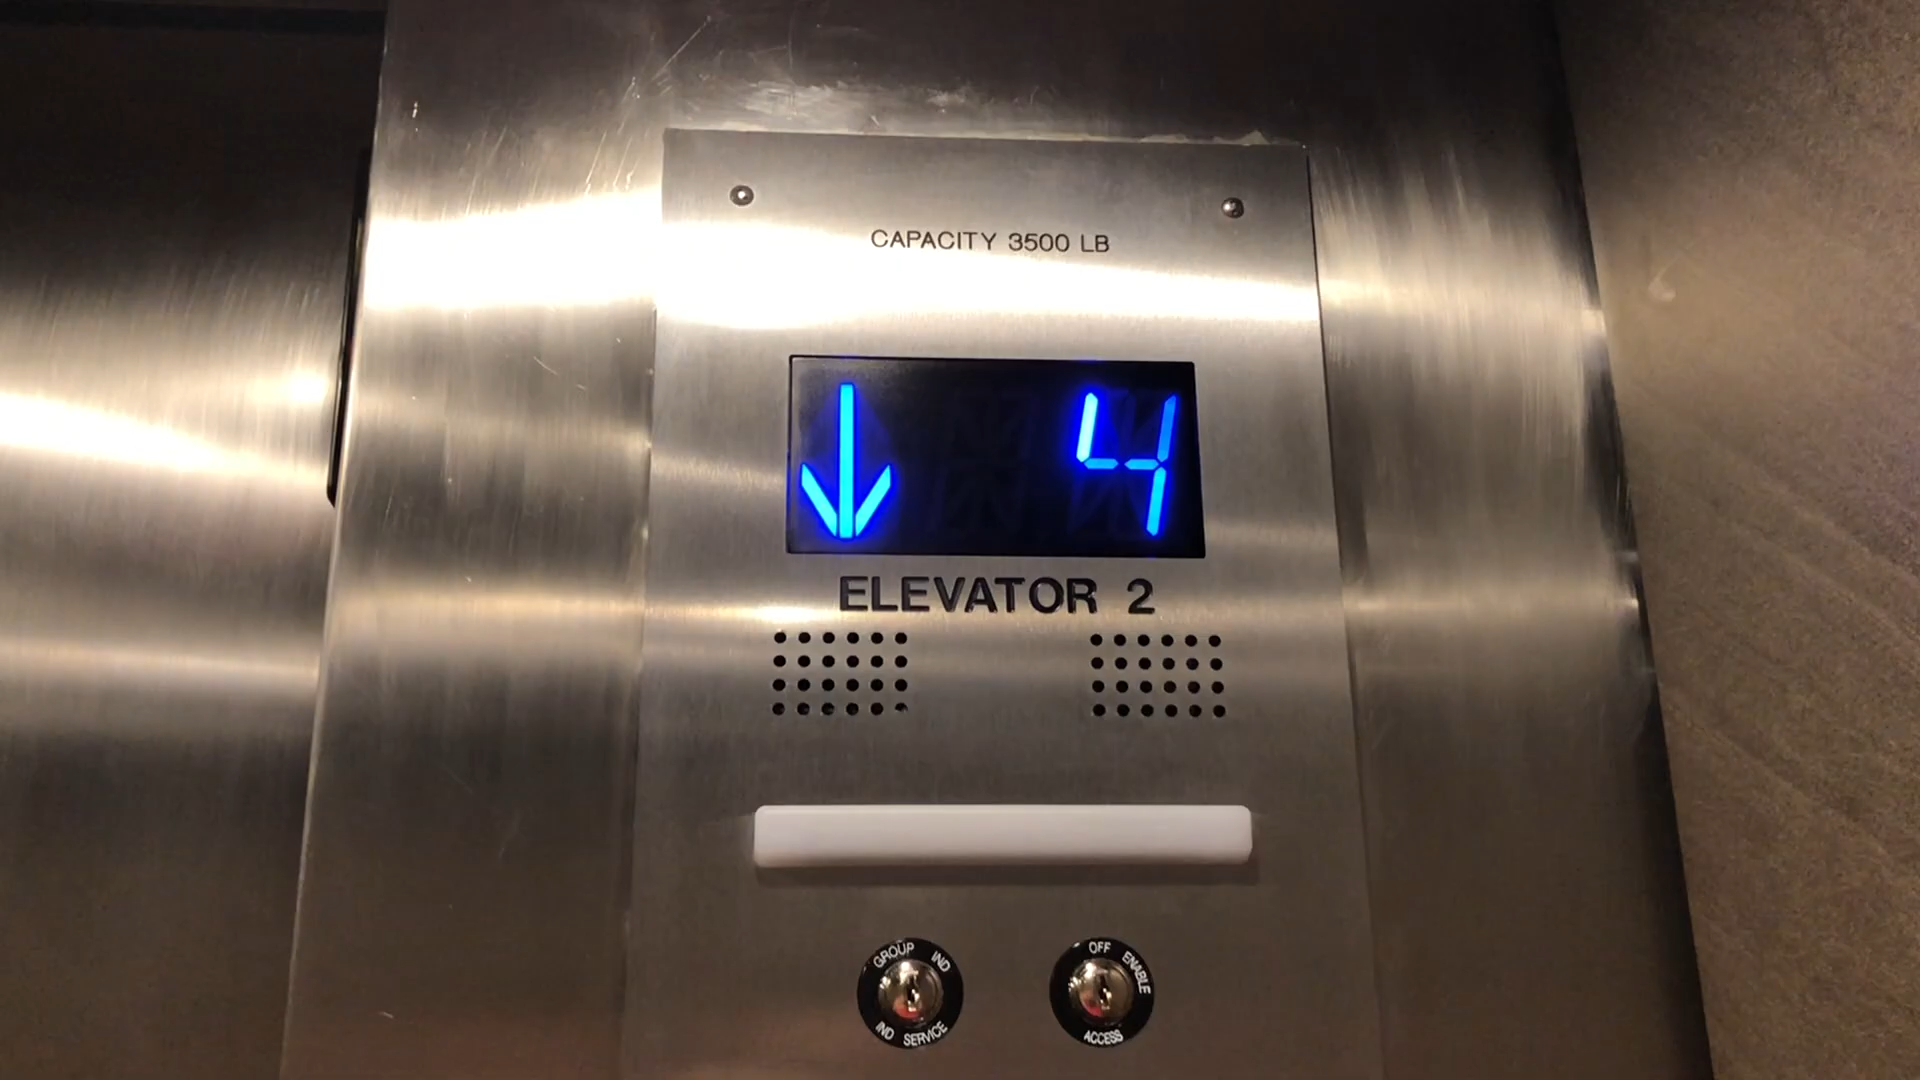 CAPACITY 3500 LB
↓ 4
ELEVATOR 2
GROUP IND
IND SERVICE
OFF ENABLE
ACCESS